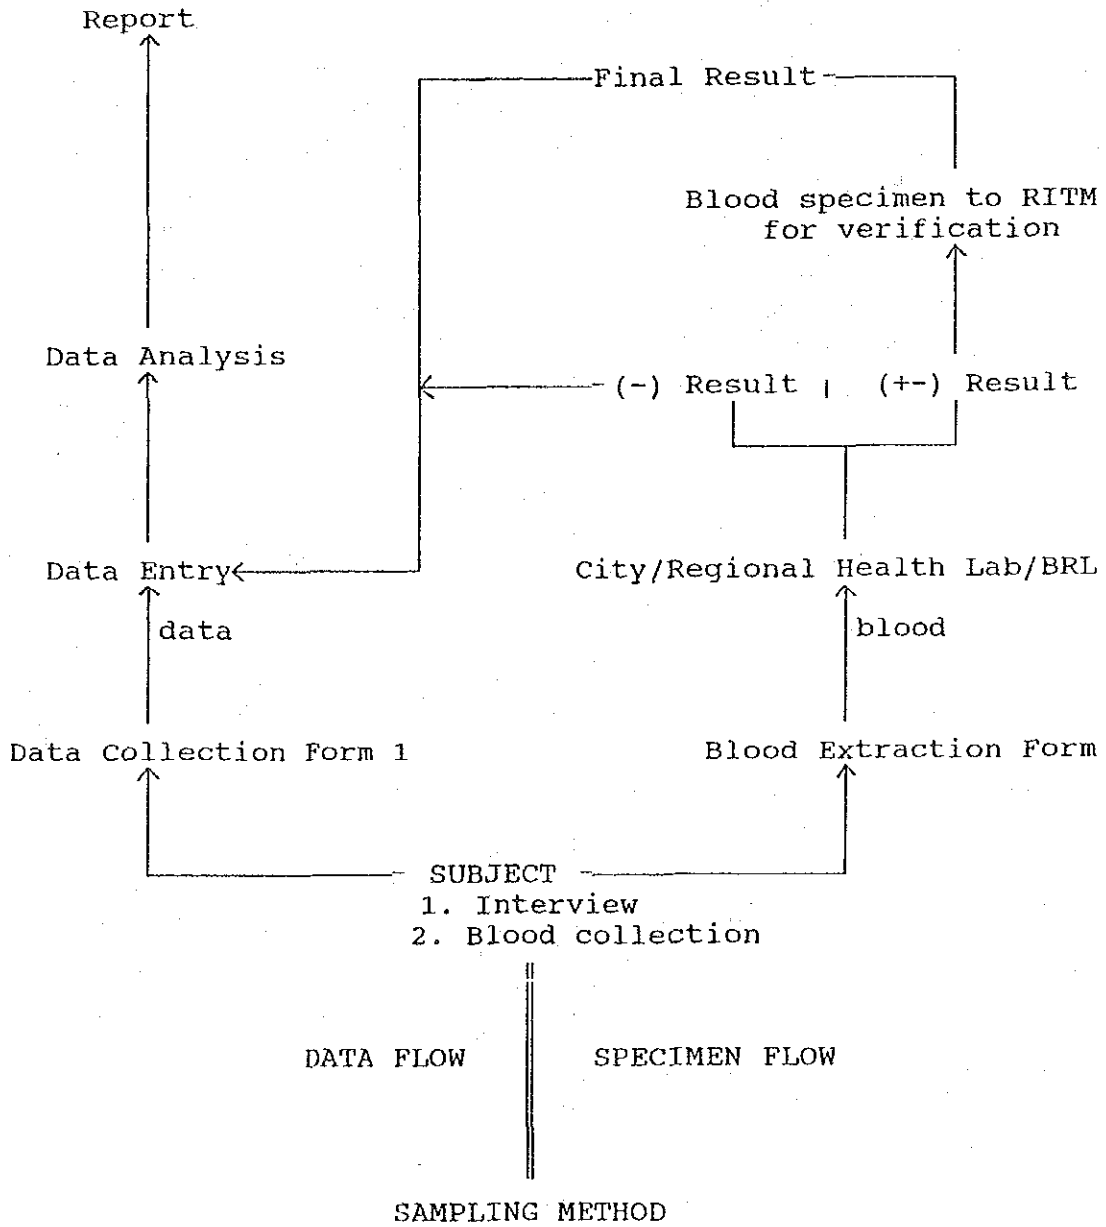 Report
Final Result
Blood specimen to RITM
for verification
Data Analysis
(-) Result | (+-) Result
Data Entry
City/Regional Health Lab/BRL
data
blood
Data Collection Form 1
Blood Extraction Form
SUBJECT
1. Interview
2. Blood collection
DATA FLOW
SPECIMEN FLOW
SAMPLING METHOD